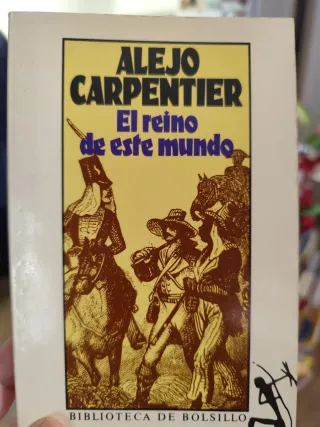 ALEJO
CARPENTIER
El reino
de este mundo
BIBLIOTECA DE BOLSILLO